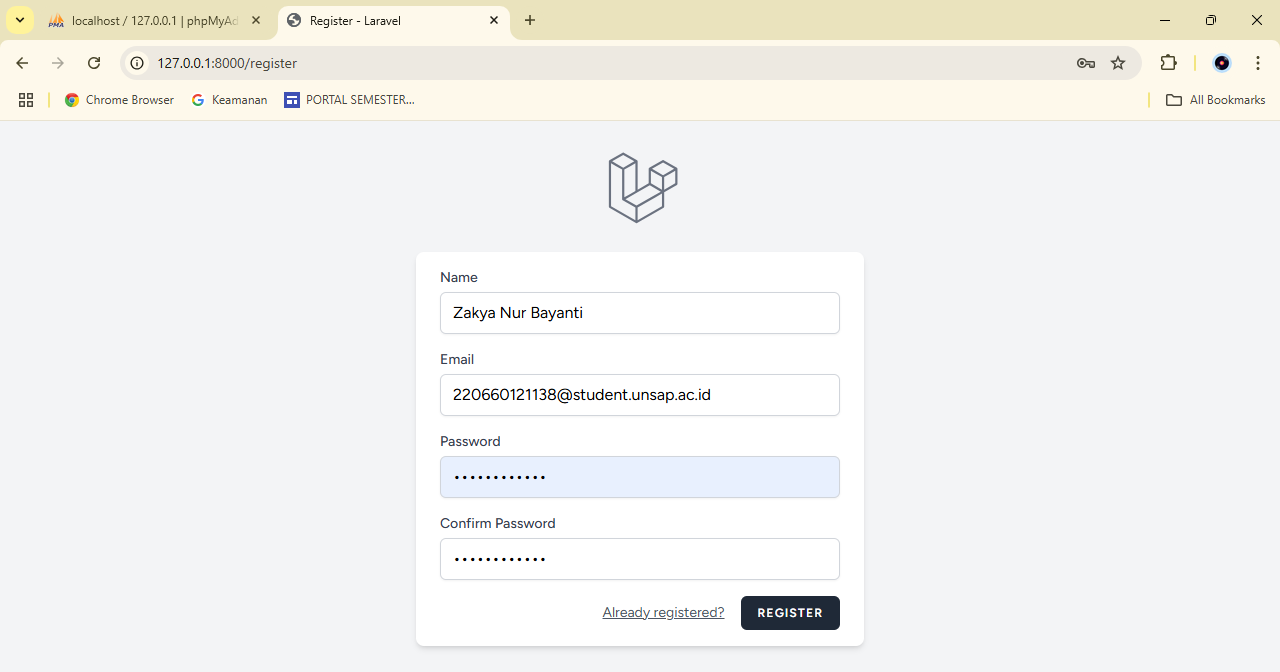 localhost / 127.0.0.1 | phpMyAd
Register - Laravel
127.0.0.1:8000/register
Chrome Browser
Keamanan
PORTAL SEMESTER...
All Bookmarks
Name
Zakya Nur Bayanti
Email
220660121138@student.unsap.ac.id
Password
••••••••••••
Confirm Password
••••••••••••
Already registered?
REGISTER